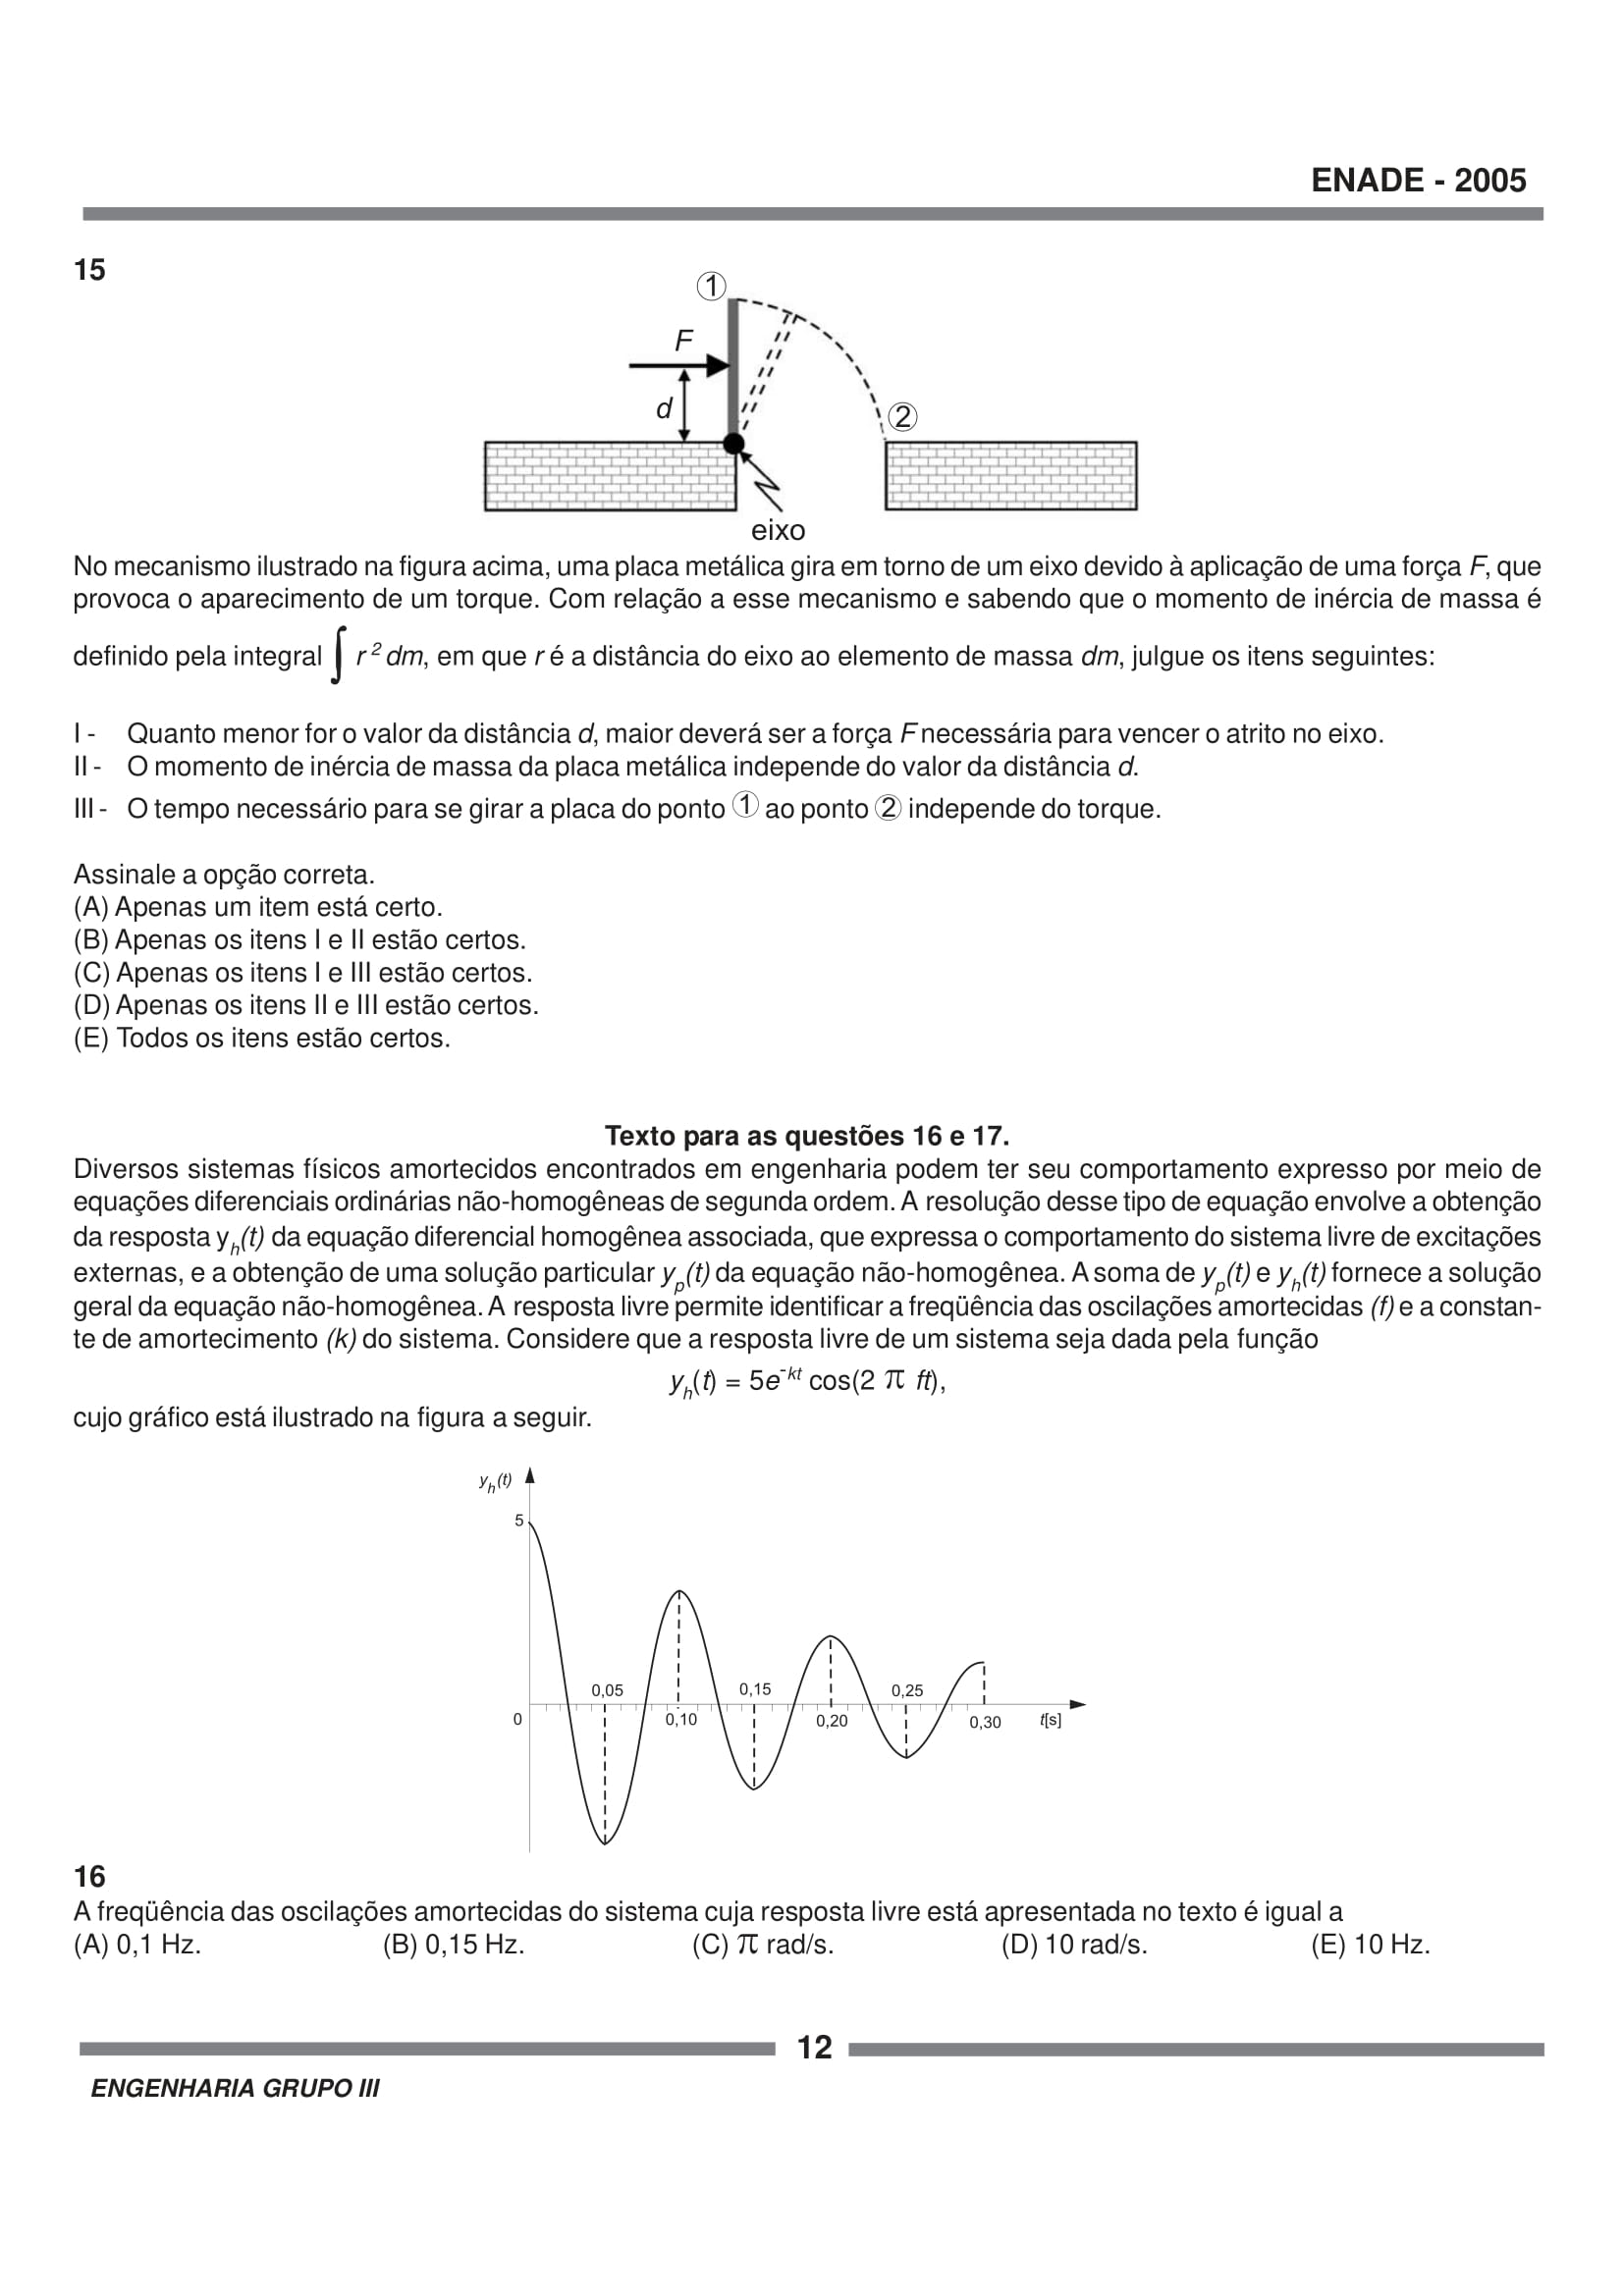 ENADE - 2005
15
1
F
d
2
eixo
No mecanismo ilustrado na figura acima, uma placa metálica gira em torno de um eixo devido à aplicação de uma força F, que
provoca o aparecimento de um torque. Com relação a esse mecanismo e sabendo que o momento de inércia de massa é
definido pela integral ∫ r² dm, em que r é a distância do eixo ao elemento de massa dm, julgue os itens seguintes:
I - Quanto menor for o valor da distância d, maior deverá ser a força F necessária para vencer o atrito no eixo.
II - O momento de inércia de massa da placa metálica independe do valor da distância d.
III - O tempo necessário para se girar a placa do ponto ① ao ponto ② independe do torque.
Assinale a opção correta.
(A) Apenas um item está certo.
(B) Apenas os itens I e II estão certos.
(C) Apenas os itens I e III estão certos.
(D) Apenas os itens II e III estão certos.
(E) Todos os itens estão certos.
Texto para as questões 16 e 17.
Diversos sistemas físicos amortecidos encontrados em engenharia podem ter seu comportamento expresso por meio de
equações diferenciais ordinárias não-homogêneas de segunda ordem. A resolução desse tipo de equação envolve a obtenção
da resposta y_h(t) da equação diferencial homogênea associada, que expressa o comportamento do sistema livre de excitações
externas, e a obtenção de uma solução particular y_p(t) da equação não-homogênea. A soma de y_p(t) e y_h(t) fornece a solução
geral da equação não-homogênea. A resposta livre permite identificar a freqüência das oscilações amortecidas (f) e a constan-
te de amortecimento (k) do sistema. Considere que a resposta livre de um sistema seja dada pela função
y_h(t) = 5e^-kt cos(2 π ft),
cujo gráfico está ilustrado na figura a seguir.
y_h(t)
5
0,05 0,15 0,25
0 0,10 0,20 0,30 t[s]
16
A freqüência das oscilações amortecidas do sistema cuja resposta livre está apresentada no texto é igual a
(A) 0,1 Hz. (B) 0,15 Hz. (C) π rad/s. (D) 10 rad/s. (E) 10 Hz.
12
ENGENHARIA GRUPO III